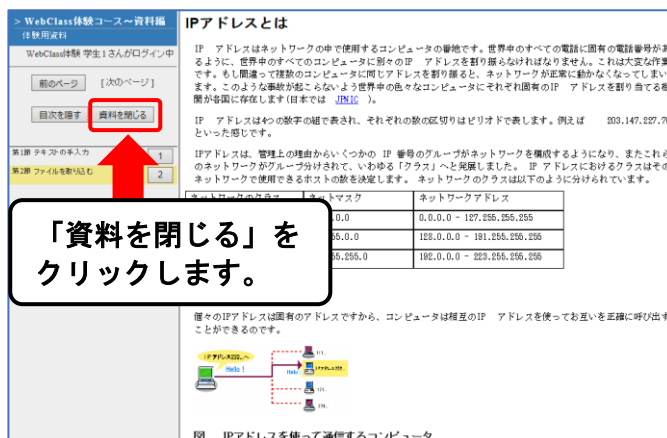 > WebClass体験コース～資料編
体験用資料
WebClass体験 学生1さんがログイン中
前のページ [次のページ]
目次を隠す 資料を閉じる
第1節 テキストの手入力 1
第2節 ファイルを取り込む 2
「資料を閉じる」を
クリックします。
IPアドレスとは
IP アドレスはネットワークの中で使用するコンピュータの番地です。世界中のすべての電話に固有の電話番号があ
るように、世界中のすべてのコンピュータに別々のIP アドレスを割り振らなければなりません。これは大変な作業
です。もし間違って複数のコンピュータに同じアドレスを割り振ると、ネットワークが正常に動かなくなってしまい
ます。このような事故が起こらないよう世界中の色々なコンピュータにそれぞれ固有のIP アドレスを割り当てる機
関が各国に存在します(日本では JPNIC )。
IP アドレスは4つの数字の組で表され、それぞれの数の区切りはピリオドで表します。例えば 203.147.227.70
といった感じです。
IPアドレスは、管理上の理由からいくつかの IP 番号のグループがネットワークを構成するようになり、またこれら
のネットワークがグループ分けされて、いわゆる「クラス」へと発展しました。 IP アドレスにおけるクラスはその
ネットワークで使用できるホストの数を決定します。 ネットワークのクラスは以下のように分けられています。
ネットワークのクラス ネットマスク ネットワークアドレス
.0.0 0.0.0.0 - 127.255.255.255
55.0.0 128.0.0.0 - 191.255.255.255
55.255.0 192.0.0.0 - 223.255.255.255
個々のIPアドレスは固有のアドレスですから、コンピュータは相互のIP アドレスを使ってお互いを正確に呼び出す
ことができるのです。
Hello !
Hello !
図 IPアドレスを使って通信するコンピュータ